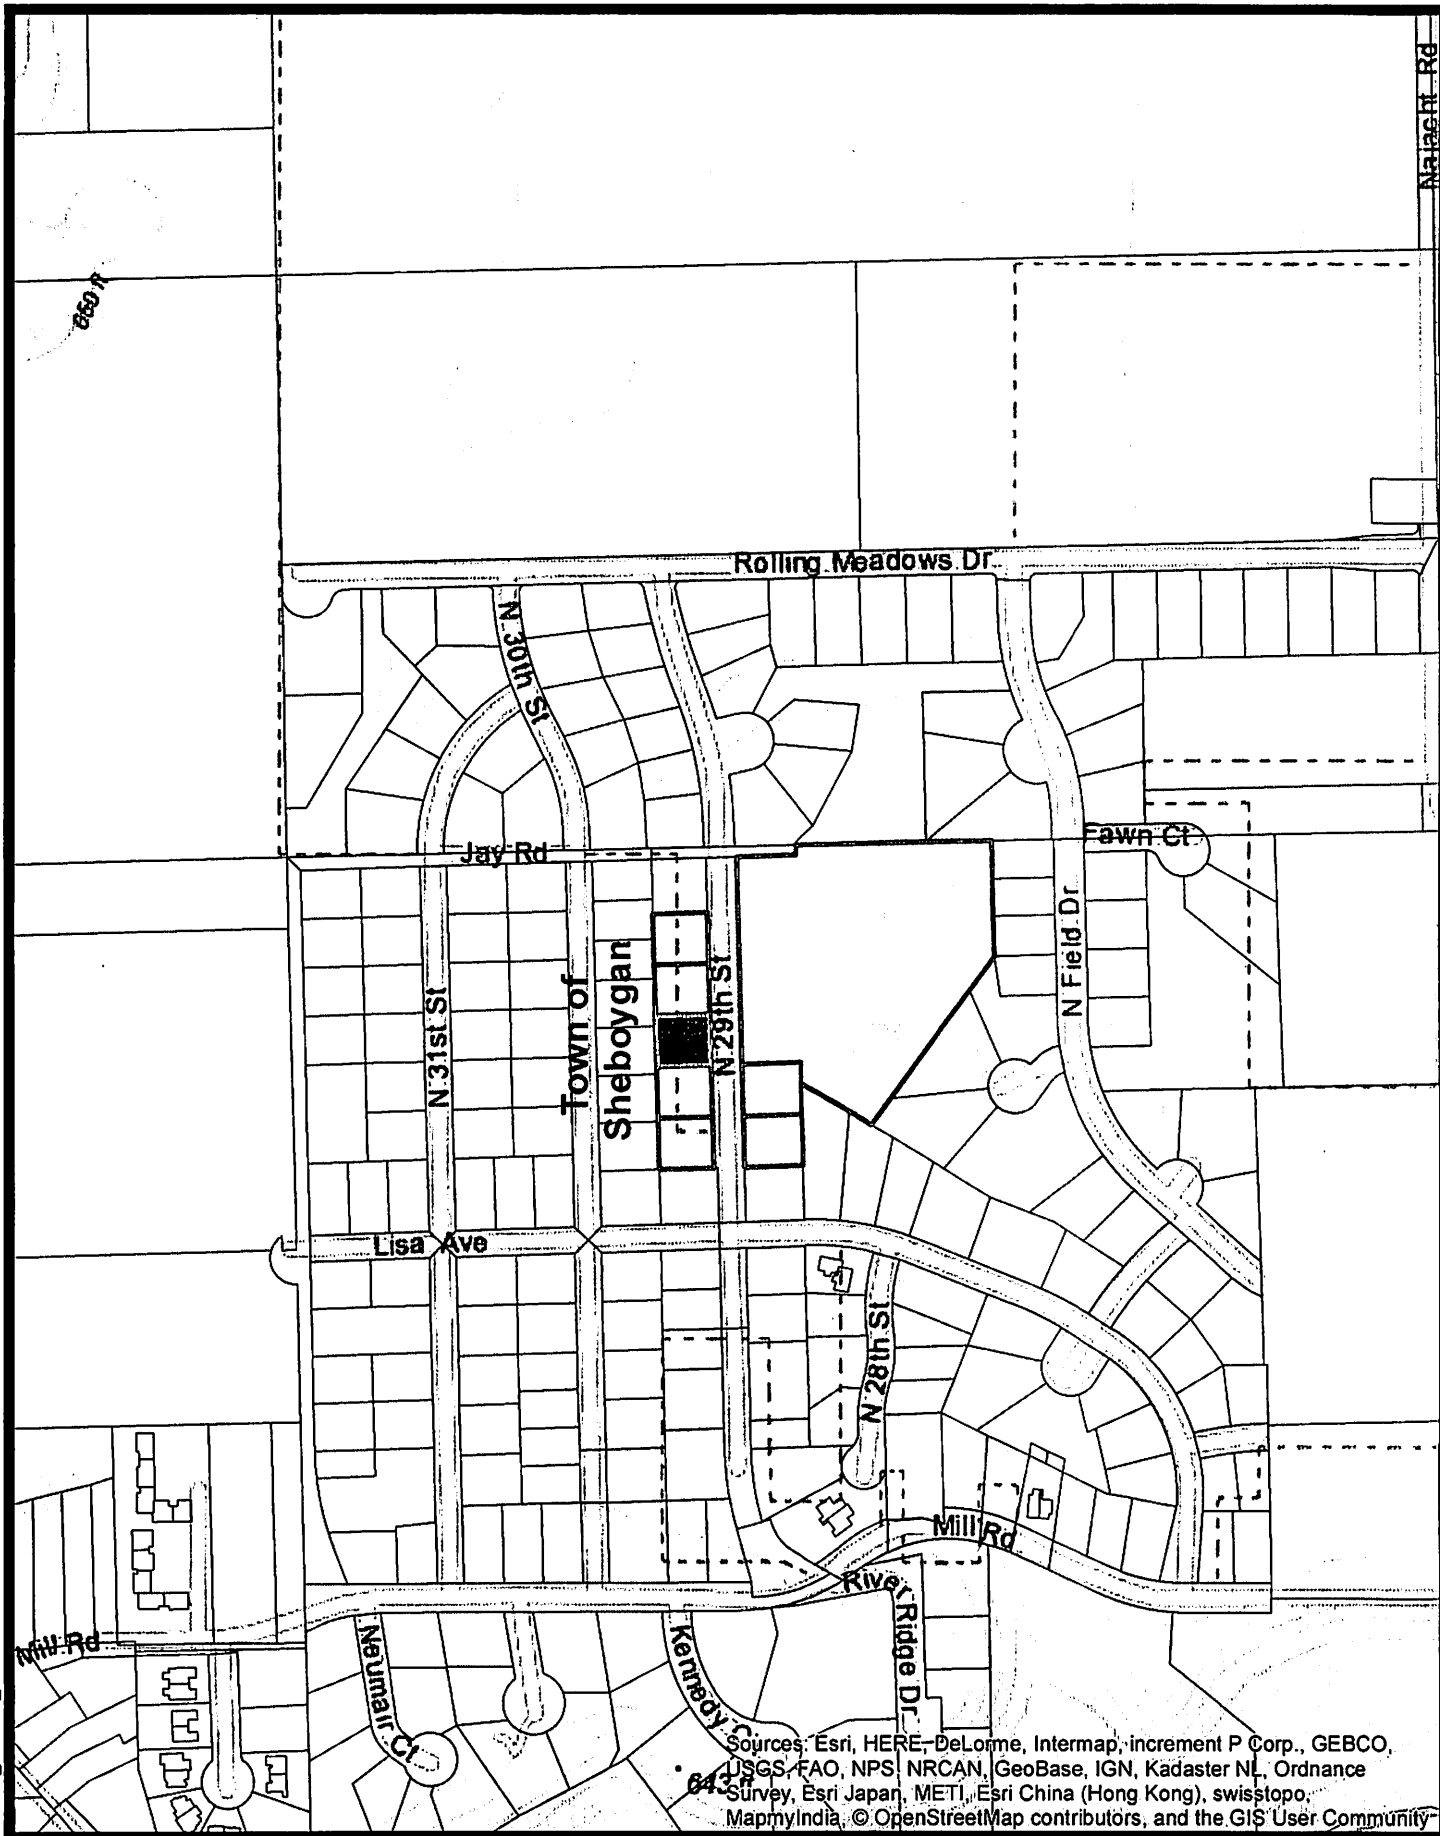 Najacht Rd
660 ft
Rolling Meadows Dr
N 30th St
Jay Rd
Fawn Ct
N Field Dr
N 31st St
Town of
Sheboygan
N 29th St
Lisa Ave
N 28th St
Mill Rd
River Ridge Dr
Mill Rd
Neumair Ct
Kennedy Cir
643 ft
Sources: Esri, HERE, DeLorme, Intermap, increment P Corp., GEBCO,
USGS, FAO, NPS, NRCAN, GeoBase, IGN, Kadaster NL, Ordnance
Survey, Esri Japan, METI, Esri China (Hong Kong), swisstopo,
MapmyIndia, © OpenStreetMap contributors, and the GIS User Community